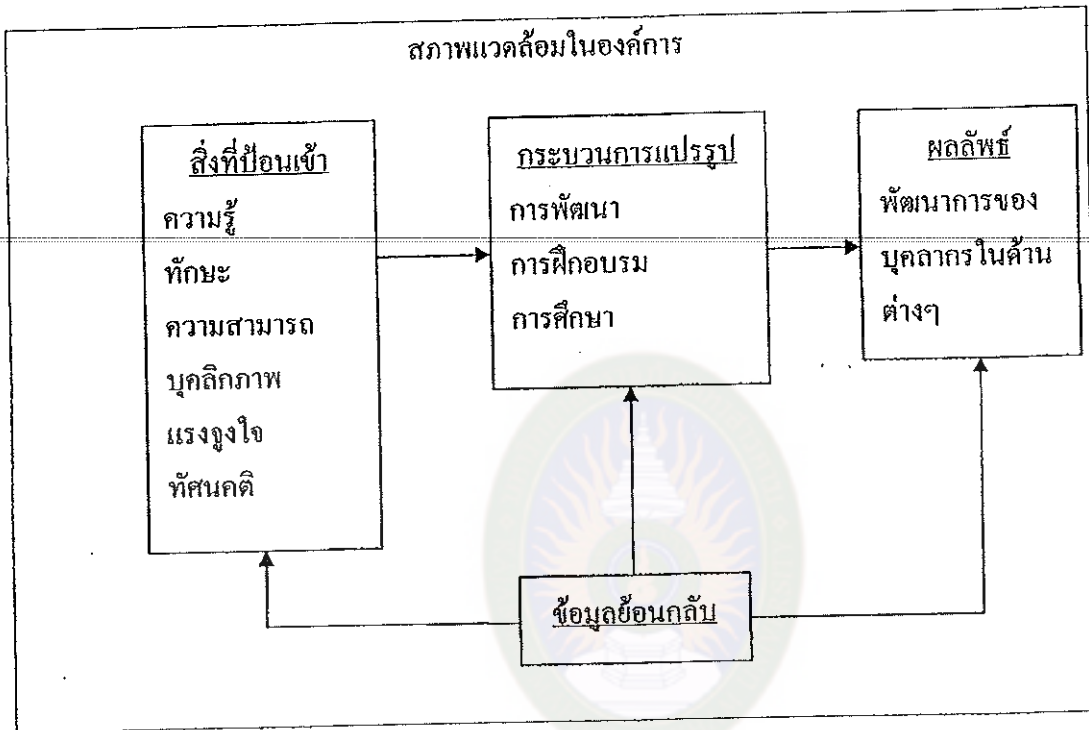 สภาพแวดล้อมในองค์การ
สิ่งที่ป้อนเข้า
ความรู้
ทักษะ
ความสามารถ
บุคลิกภาพ
แรงจูงใจ
ทัศนคติ
กระบวนการแปรรูป
การพัฒนา
การฝึกอบรม
การศึกษา
ผลลัพธ์
พัฒนาการของ
บุคลากรในด้าน
ต่างๆ
ข้อมูลย้อนกลับ